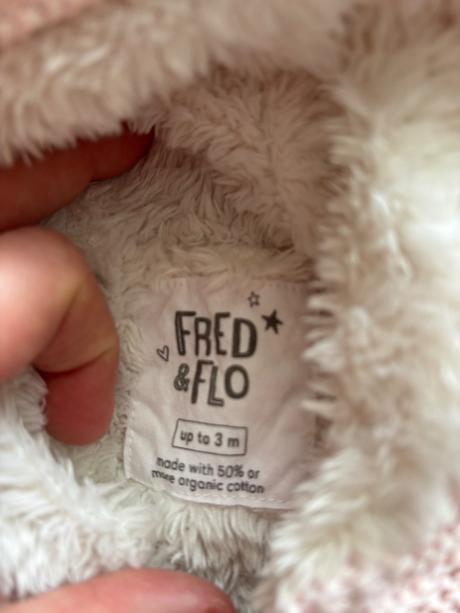 FRED
&FLO
up to 3 m
made with 50% or
more organic cotton